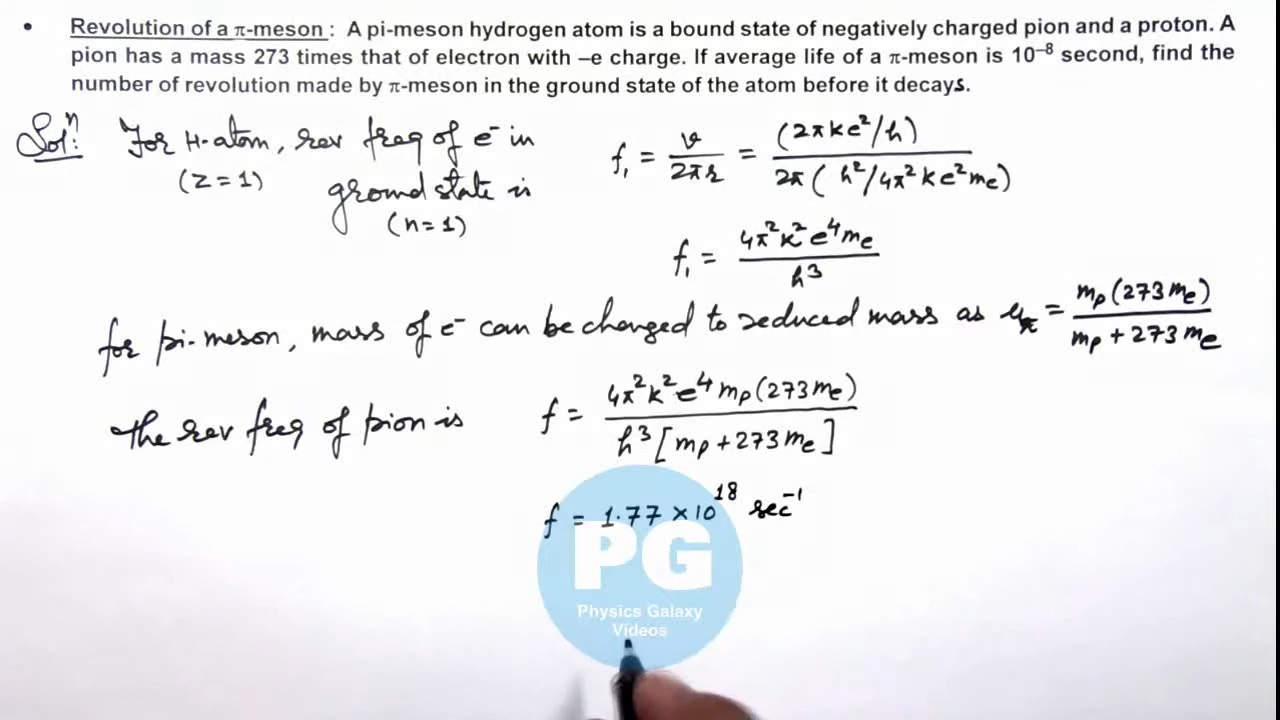 • Revolution of a π-meson : A pi-meson hydrogen atom is a bound state of negatively charged pion and a proton. A
pion has a mass 273 times that of electron with –e charge. If average life of a π-meson is 10⁻⁸ second, find the
number of revolution made by π-meson in the ground state of the atom before it decays.
Solⁿ: For H-atom, rev freq of e⁻ in
(Z=1) ground state is
(n=1)
f₁ = v/2πr = (2πke²/h) / 2π(h²/4π²ke²mₑ)
f₁ = 4π²k²e⁴mₑ / h³
for pi-meson, mass of e⁻ can be changed to reduced mass as μπ = mₚ(273mₑ) / mₚ+273mₑ
the rev freq of pion is f = 4π²k²e⁴mₚ(273mₑ) / h³[mₚ+273mₑ]
f = 1.77 × 10¹⁸ sec⁻¹
PG
Physics Galaxy
Videos